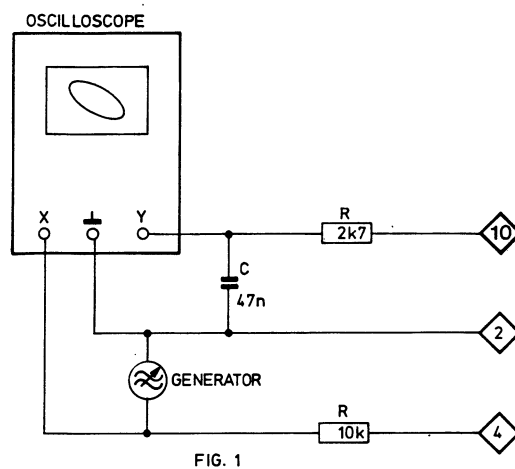 OSCILLOSCOPE
X Y
R
2k7
10
C
47n
2
GENERATOR
R
10k
4
FIG. 1